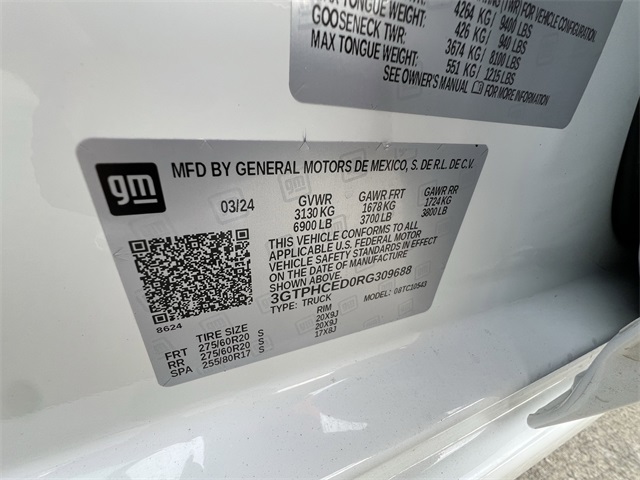 MAX TONGUE WEIGHT: 4264 KG / 9400 LBS
GOOSENECK TWR: 426 KG / 940 LBS
MAX TONGUE WEIGHT: 3674 KG / 8100 LBS
551 KG / 1215 LBS
(TWR) FOR VEHICLE CONFIGURATION.
SEE OWNER'S MANUAL FOR MORE INFORMATION
gm
MFD BY GENERAL MOTORS DE MEXICO, S. DE R.L. DE C.V.
03/24 GVWR GAWR FRT GAWR RR
3130 KG 1678 KG 1724 KG
6900 LB 3700 LB 3800 LB
THIS VEHICLE CONFORMS TO ALL
APPLICABLE U.S. FEDERAL MOTOR
VEHICLE SAFETY STANDARDS IN EFFECT
ON THE DATE OF MANUFACTURE
SHOWN ABOVE.
3GTPHCED0RG309688
TYPE: TRUCK MODEL: 08TC10543
8624
TIRE SIZE RIM
FRT 275/60R20 S 20X9J
RR 275/60R20 S 20X9J
SPA 255/80R17 S 17X8J